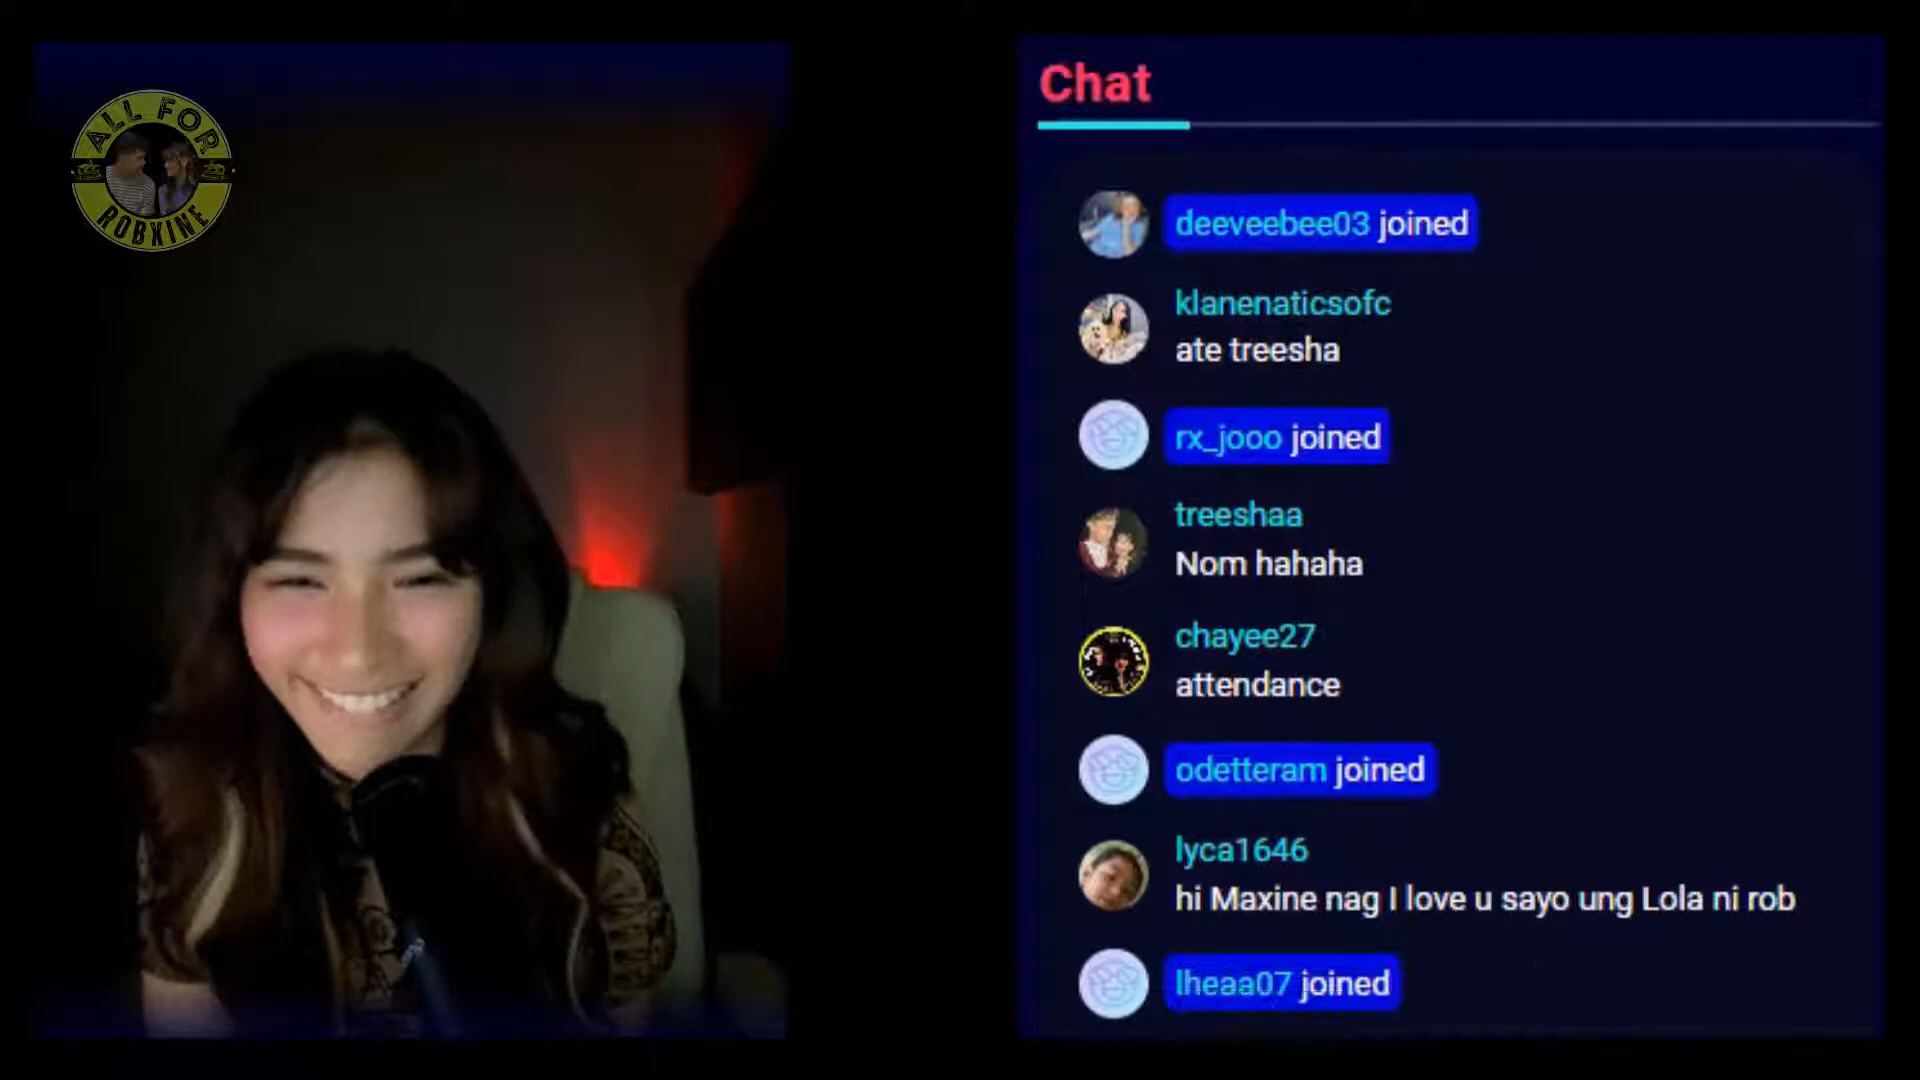 ALL FOR
ROBXINE
Chat
deeveebee03 joined
klanenaticsofc
ate treesha
rx_jooo joined
treeshaa
Nom hahaha
chayee27
attendance
odetteram joined
lyca1646
hi Maxine nag I love u sayo ung Lola ni rob
lheaa07 joined